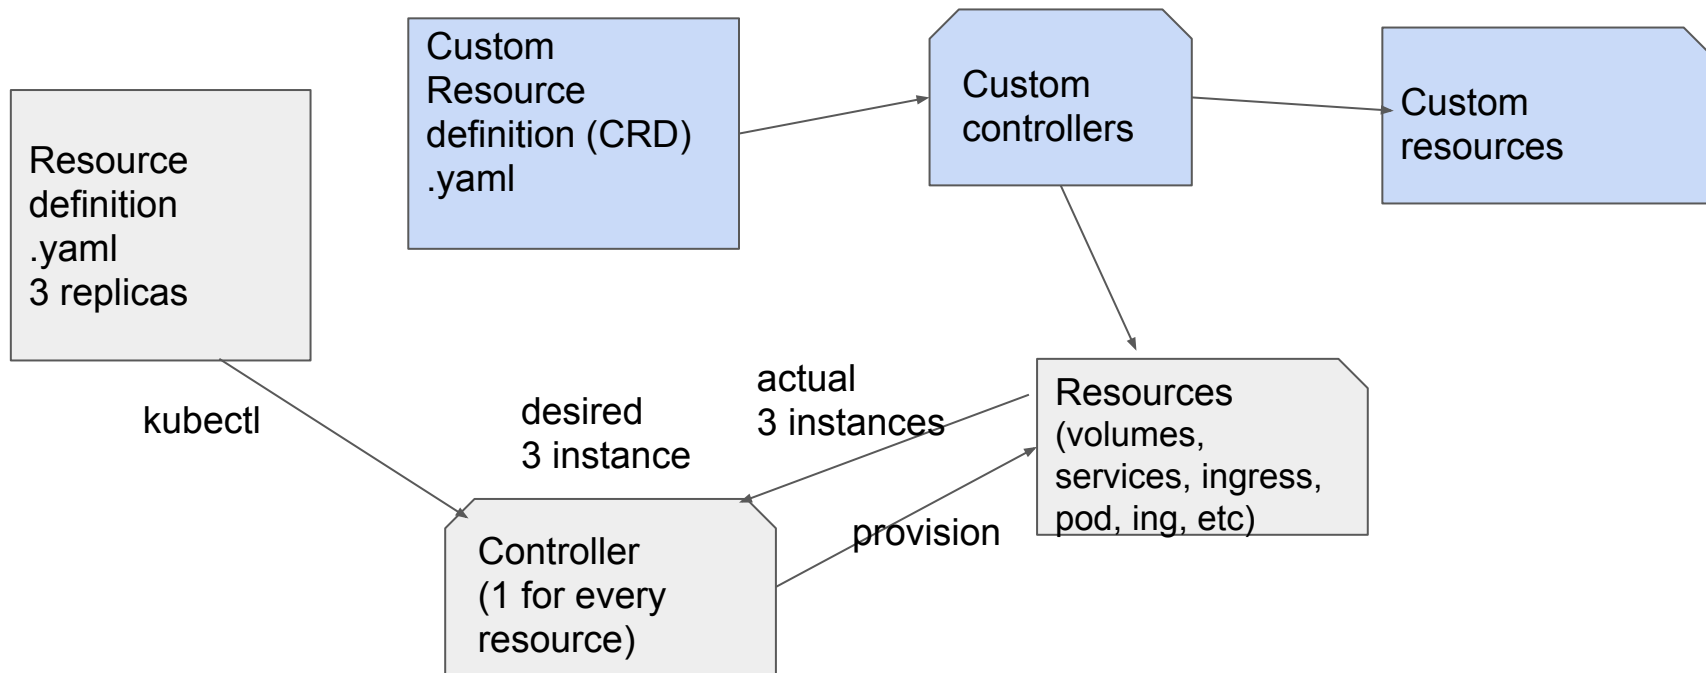 Custom
Resource
definition (CRD)
.yaml
Custom
controllers
Custom
resources
Resource
definition
.yaml
3 replicas
kubectl
desired
3 instance
actual
3 instances
Resources
(volumes,
services, ingress,
pod, ing, etc)
provision
Controller
(1 for every
resource)